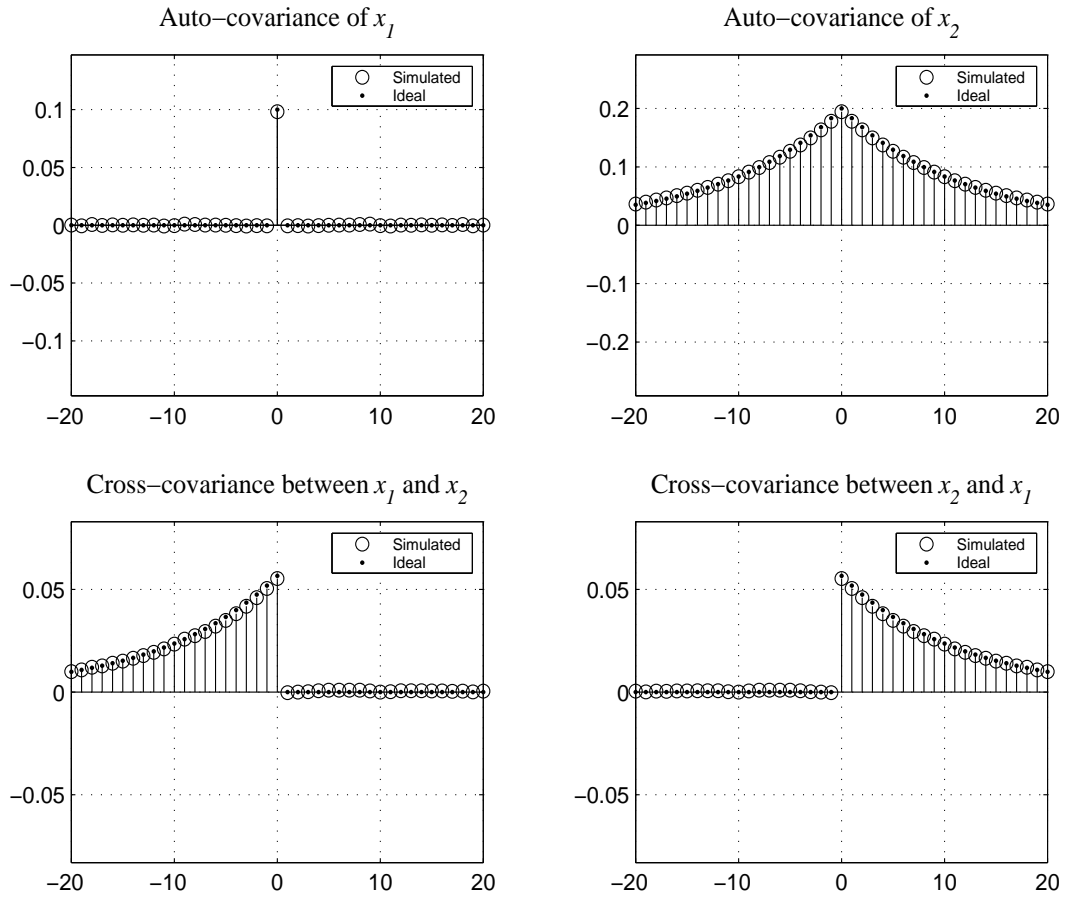 Auto−covariance of x1
Simulated
Ideal
0.1
0.05
0
−0.05
−0.1
−20 −10 0 10 20
Auto−covariance of x2
Simulated
Ideal
0.2
0.1
0
−0.1
−0.2
−20 −10 0 10 20
Cross−covariance between x1 and x2
Simulated
Ideal
0.05
0
−0.05
−20 −10 0 10 20
Cross−covariance between x2 and x1
Simulated
Ideal
0.05
0
−0.05
−20 −10 0 10 20